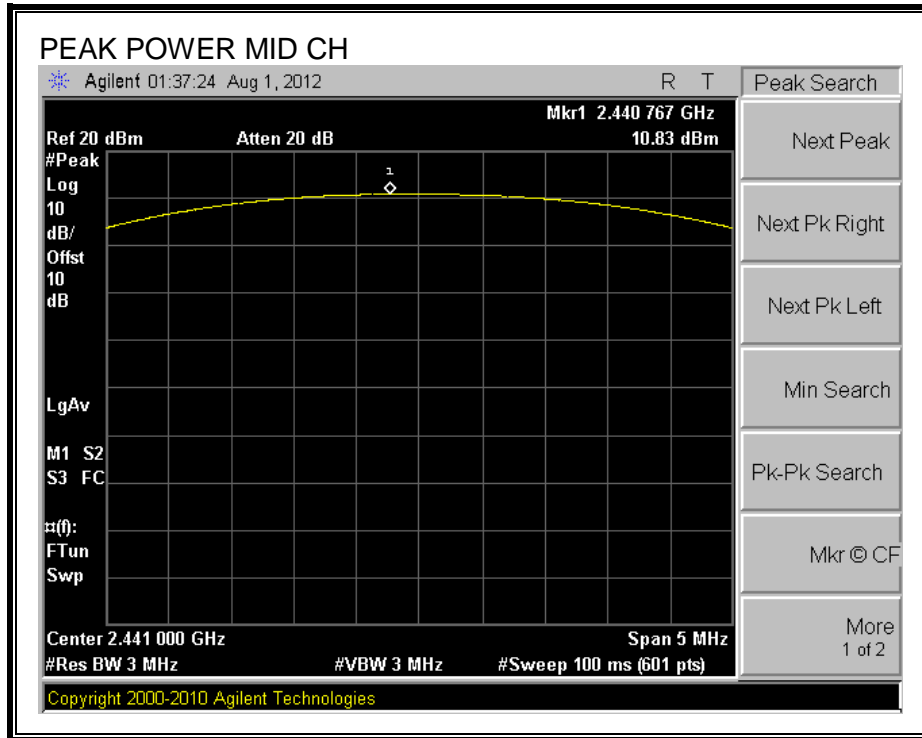 PEAK POWER MID CH
Agilent 01:37:24 Aug 1, 2012 R T
Peak Search
Mkr1 2.440 767 GHz
Ref 20 dBm Atten 20 dB 10.83 dBm
#Peak
Log
10
dB/
Offst
10
dB
1
LgAv
M1 S2
S3 FC
¤(f):
FTun
Swp
Center 2.441 000 GHz Span 5 MHz
#Res BW 3 MHz #VBW 3 MHz #Sweep 100 ms (601 pts)
Copyright 2000-2010 Agilent Technologies
Next Peak
Next Pk Right
Next Pk Left
Min Search
Pk-Pk Search
Mkr © CF
More
1 of 2